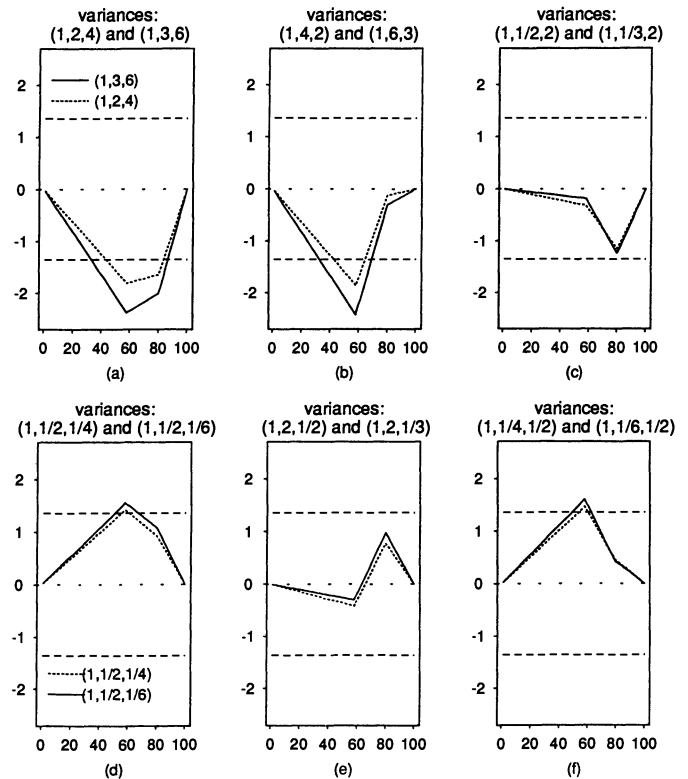 variances:
(1,2,4) and (1,3,6)
variances:
(1,4,2) and (1,6,3)
variances:
(1,1/2,2) and (1,1/3,2)
2
1
0
-1
-2
(1,3,6)
(1,2,4)
0 20 40 60 80 100
(a)
2
1
0
-1
-2
0 20 40 60 80 100
(b)
2
1
0
-1
-2
0 20 40 60 80 100
(c)
variances:
(1,1/2,1/4) and (1,1/2,1/6)
variances:
(1,2,1/2) and (1,2,1/3)
variances:
(1,1/4,1/2) and (1,1/6,1/2)
2
1
0
-1
-2
(1,1/2,1/4)
(1,1/2,1/6)
0 20 40 60 80 100
(d)
2
1
0
-1
-2
0 20 40 60 80 100
(e)
2
1
0
-1
-2
0 20 40 60 80 100
(f)